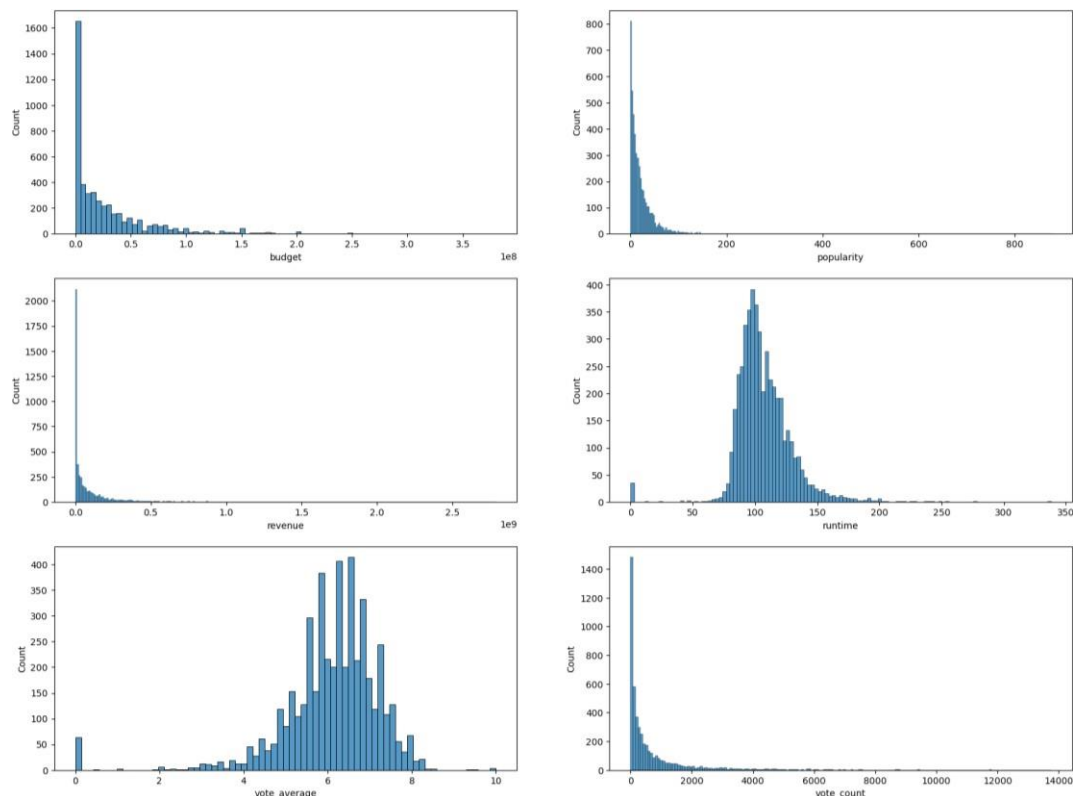 1600
1400
1200
1000
800
600
400
200
0
Count
0.0 0.5 1.0 1.5 2.0 2.5 3.0 3.5
1e8
budget
800
700
600
500
400
300
200
100
0
Count
0 200 400 600 800
popularity
2000
1750
1500
1250
1000
750
500
250
0
Count
0.0 0.5 1.0 1.5 2.0 2.5
1e9
revenue
400
350
300
250
200
150
100
50
0
Count
0 50 100 150 200 250 300 350
runtime
400
350
300
250
200
150
100
50
0
Count
0 2 4 6 8 10
vote_average
1400
1200
1000
800
600
400
200
0
Count
0 2000 4000 6000 8000 10000 12000 14000
vote_count